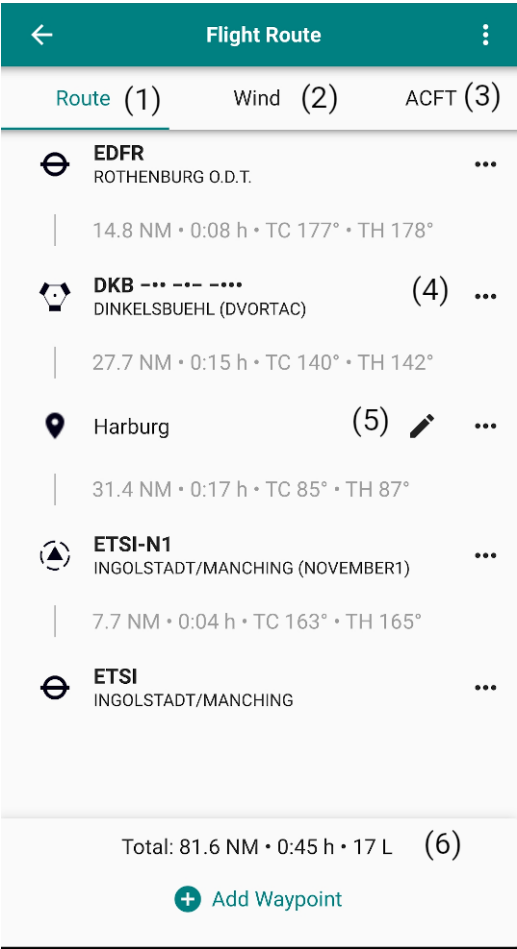 Flight Route
Route (1) Wind (2) ACFT (3)
EDFR
ROTHENBURG O.D.T.
14.8 NM • 0:08 h • TC 177° • TH 178°
DKB −•• −•− −••• (4)
DINKELSBUEHL (DVORTAC)
27.7 NM • 0:15 h • TC 140° • TH 142°
Harburg (5)
31.4 NM • 0:17 h • TC 85° • TH 87°
ETSI-N1
INGOLSTADT/MANCHING (NOVEMBER1)
7.7 NM • 0:04 h • TC 163° • TH 165°
ETSI
INGOLSTADT/MANCHING
Total: 81.6 NM • 0:45 h • 17 L (6)
Add Waypoint